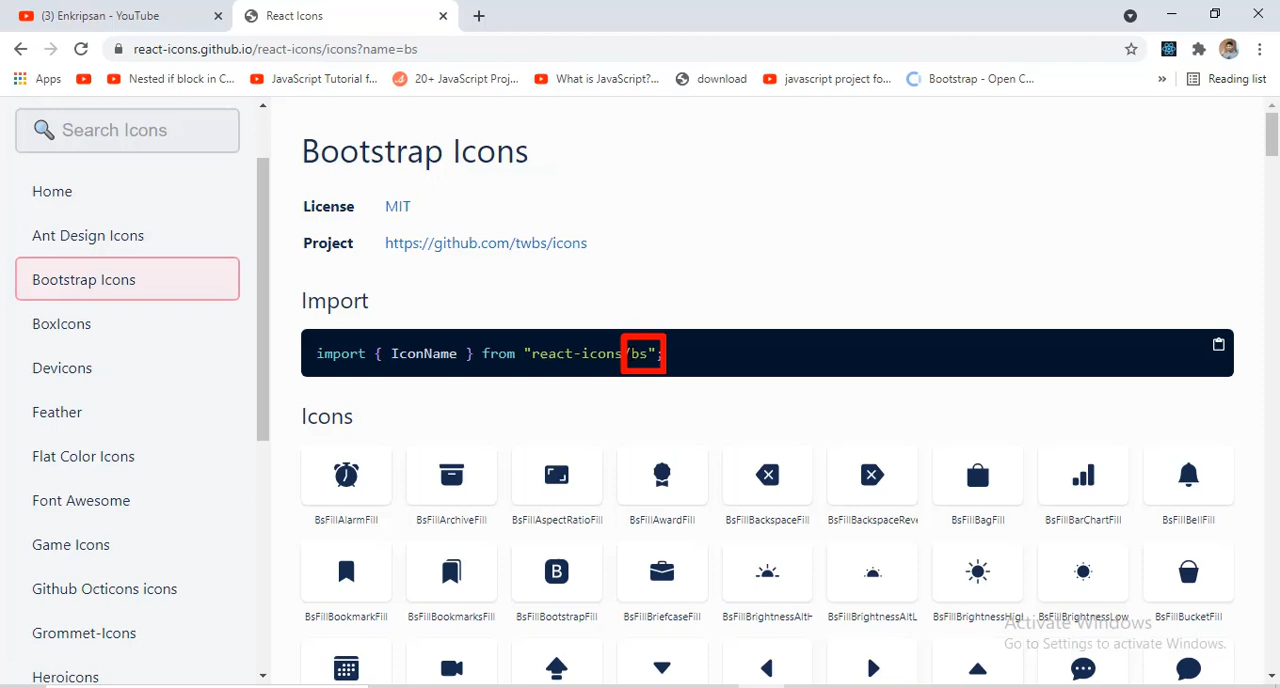 (3) Enkripsan - YouTube
React Icons
react-icons.github.io/react-icons/icons?name=bs
Apps
Nested if block in C...
JavaScript Tutorial f...
20+ JavaScript Proj...
What is JavaScript?...
download
javascript project fo...
Bootstrap - Open C...
»
Reading list
Search Icons
Home
Ant Design Icons
Bootstrap Icons
BoxIcons
Devicons
Feather
Flat Color Icons
Font Awesome
Game Icons
Github Octicons icons
Grommet-Icons
Heroicons
Bootstrap Icons
License MIT
Project https://github.com/twbs/icons
Import
import { IconName } from "react-icons/bs";
Icons
BsFillAlarmFill BsFillArchiveFill BsFillAspectRatioFill BsFillAwardFill BsFillBackspaceFill BsFillBackspaceReve BsFillBagFill BsFillBarChartFill BsFillBellFill
B
BsFillBookmarkFill BsFillBookmarksFill BsFillBootstrapFill BsFillBriefcaseFill BsFillBrightnessAltH BsFillBrightnessAltL BsFillBrightnessHighl BsFillBrightnessLow BsFillBucketFill
Activate Windows
Go to Settings to activate Windows.